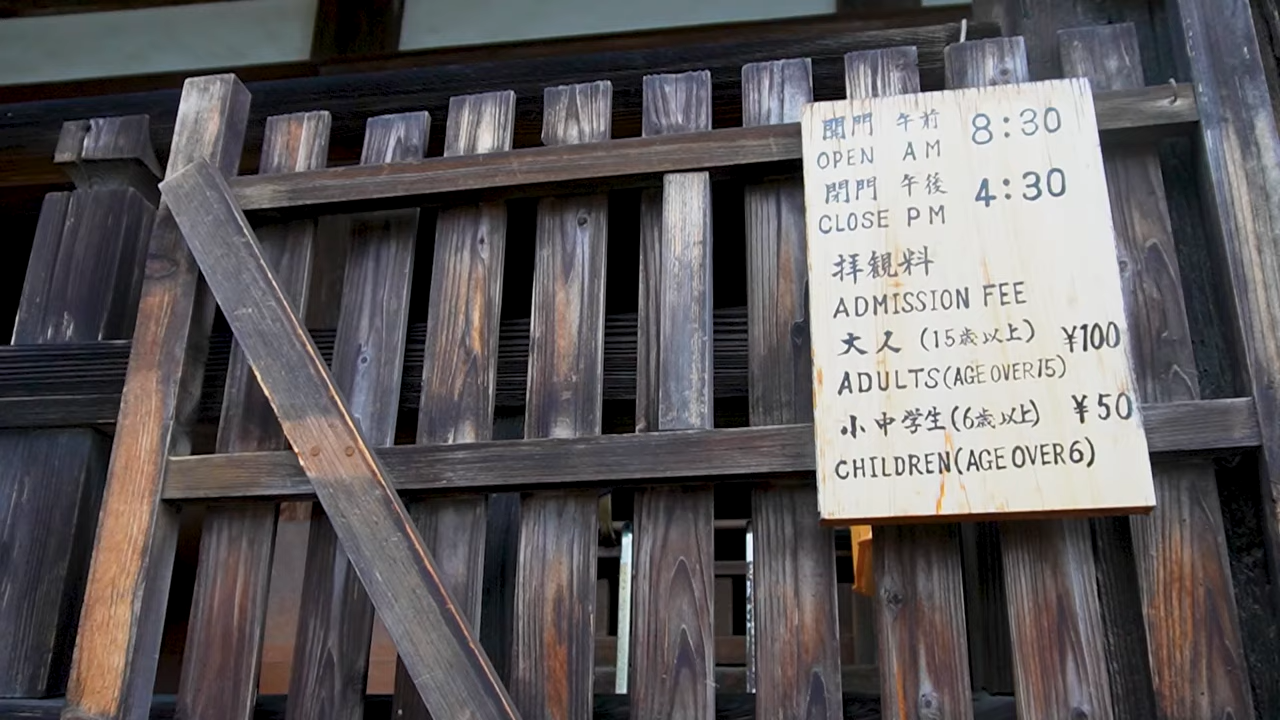 開門 午前 8:30
OPEN AM
閉門 午後 4:30
CLOSE PM
拝観料
ADMISSION FEE
大人(15歳以上) ¥100
ADULTS(AGE OVER 15)
小中学生(6歳以上) ¥50
CHILDREN(AGE OVER 6)